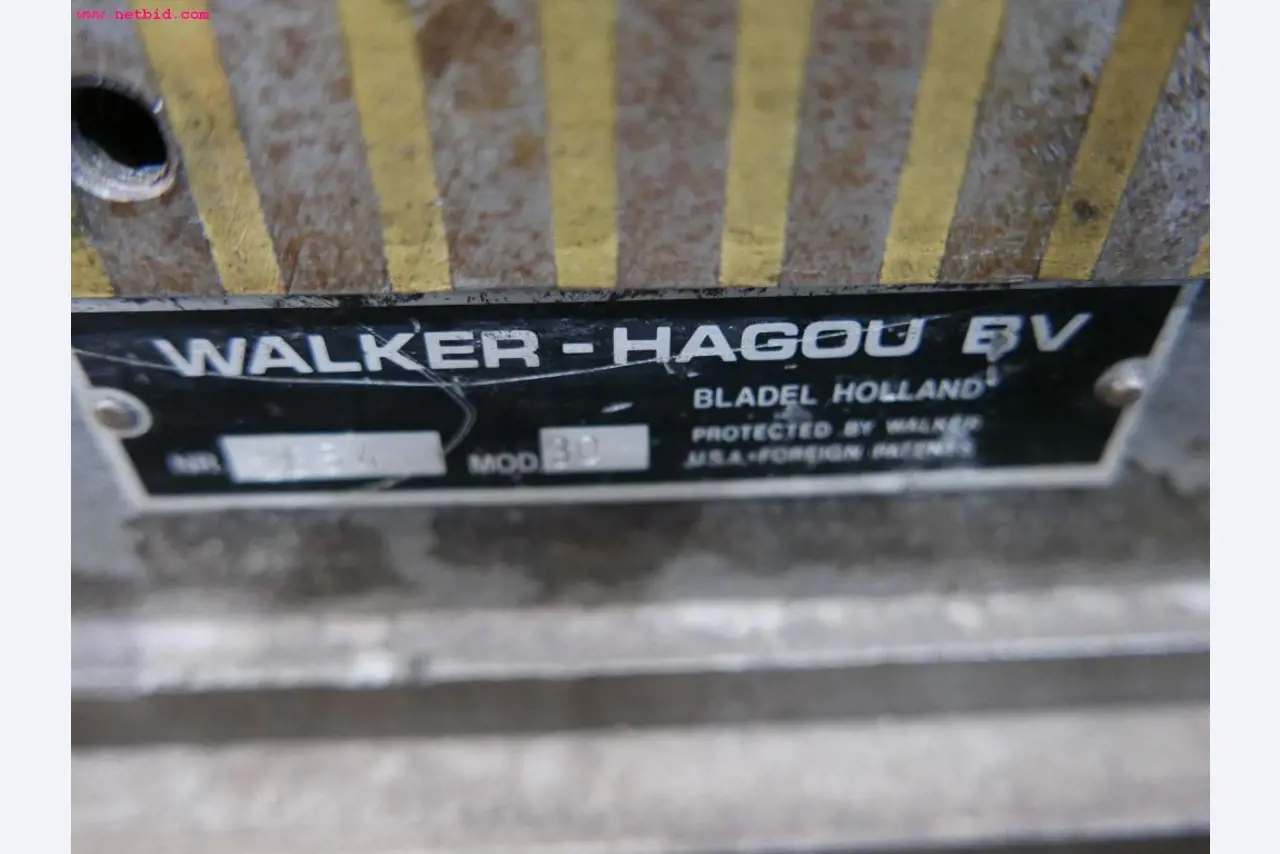 www.netbid.com
WALKER - HAGOU BV
BLADEL HOLLAND
PROTECTED BY WALKER
U.S.A.+FOREIGN PATENTS
NR.
MOD. 30